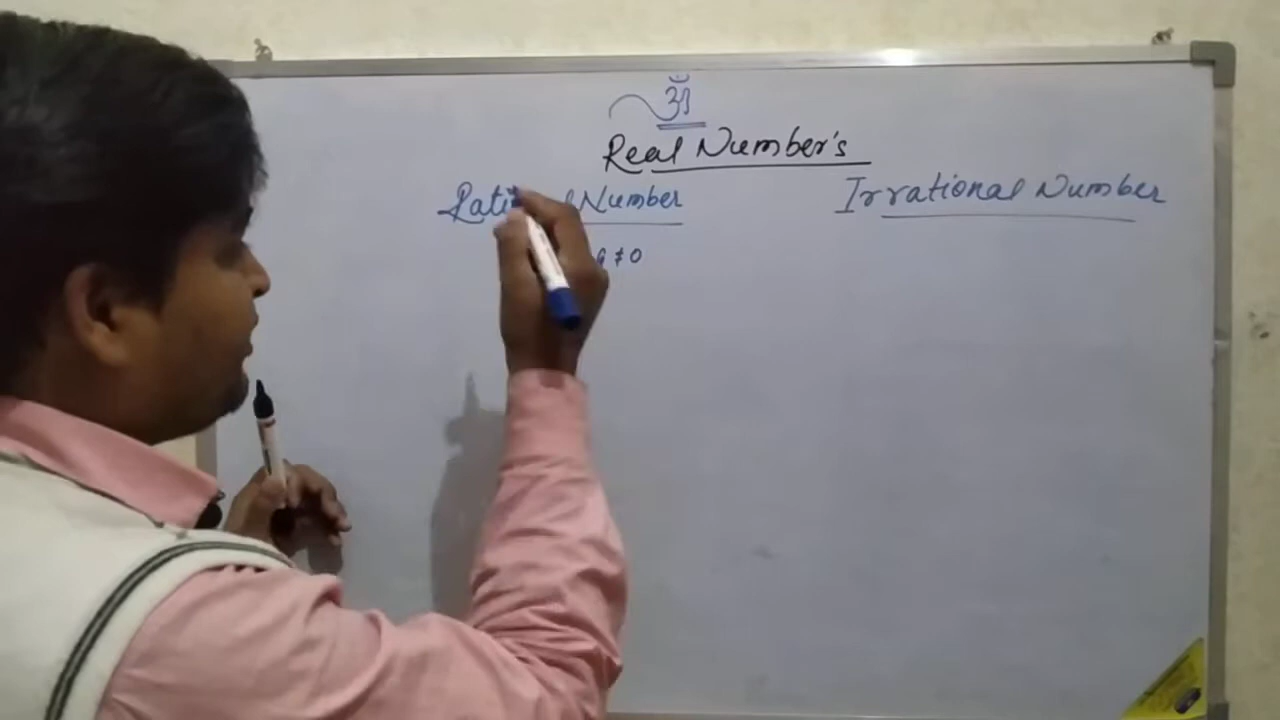 ॐ
Real Number's
Number
Irrational Number
q ≠ 0